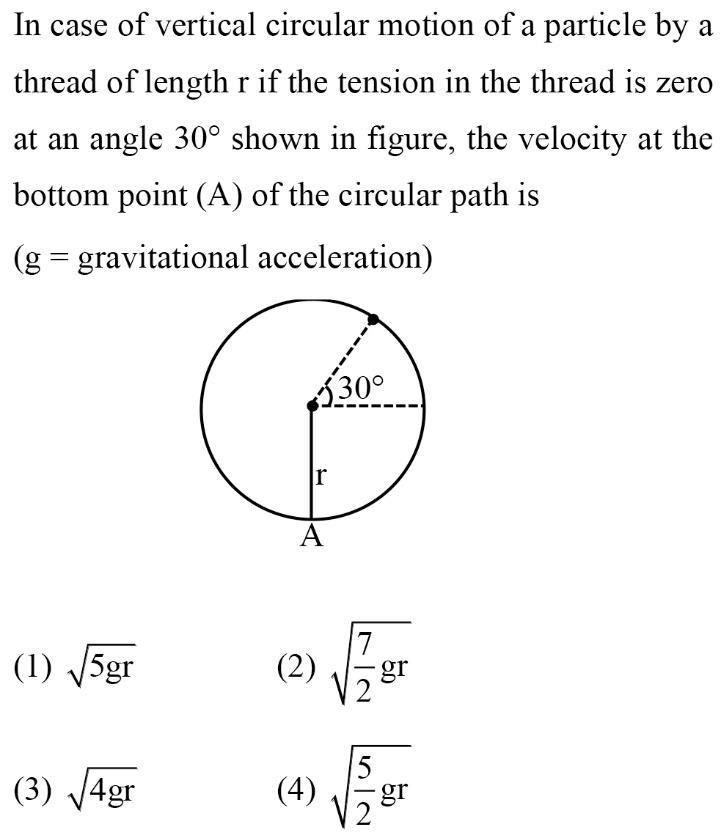 In case of vertical circular motion of a particle by a
thread of length r if the tension in the thread is zero
at an angle 30° shown in figure, the velocity at the
bottom point (A) of the circular path is
(g = gravitational acceleration)
30°
r
A
(1) √5gr (2) √(7/2 gr)
(3) √4gr (4) √(5/2 gr)